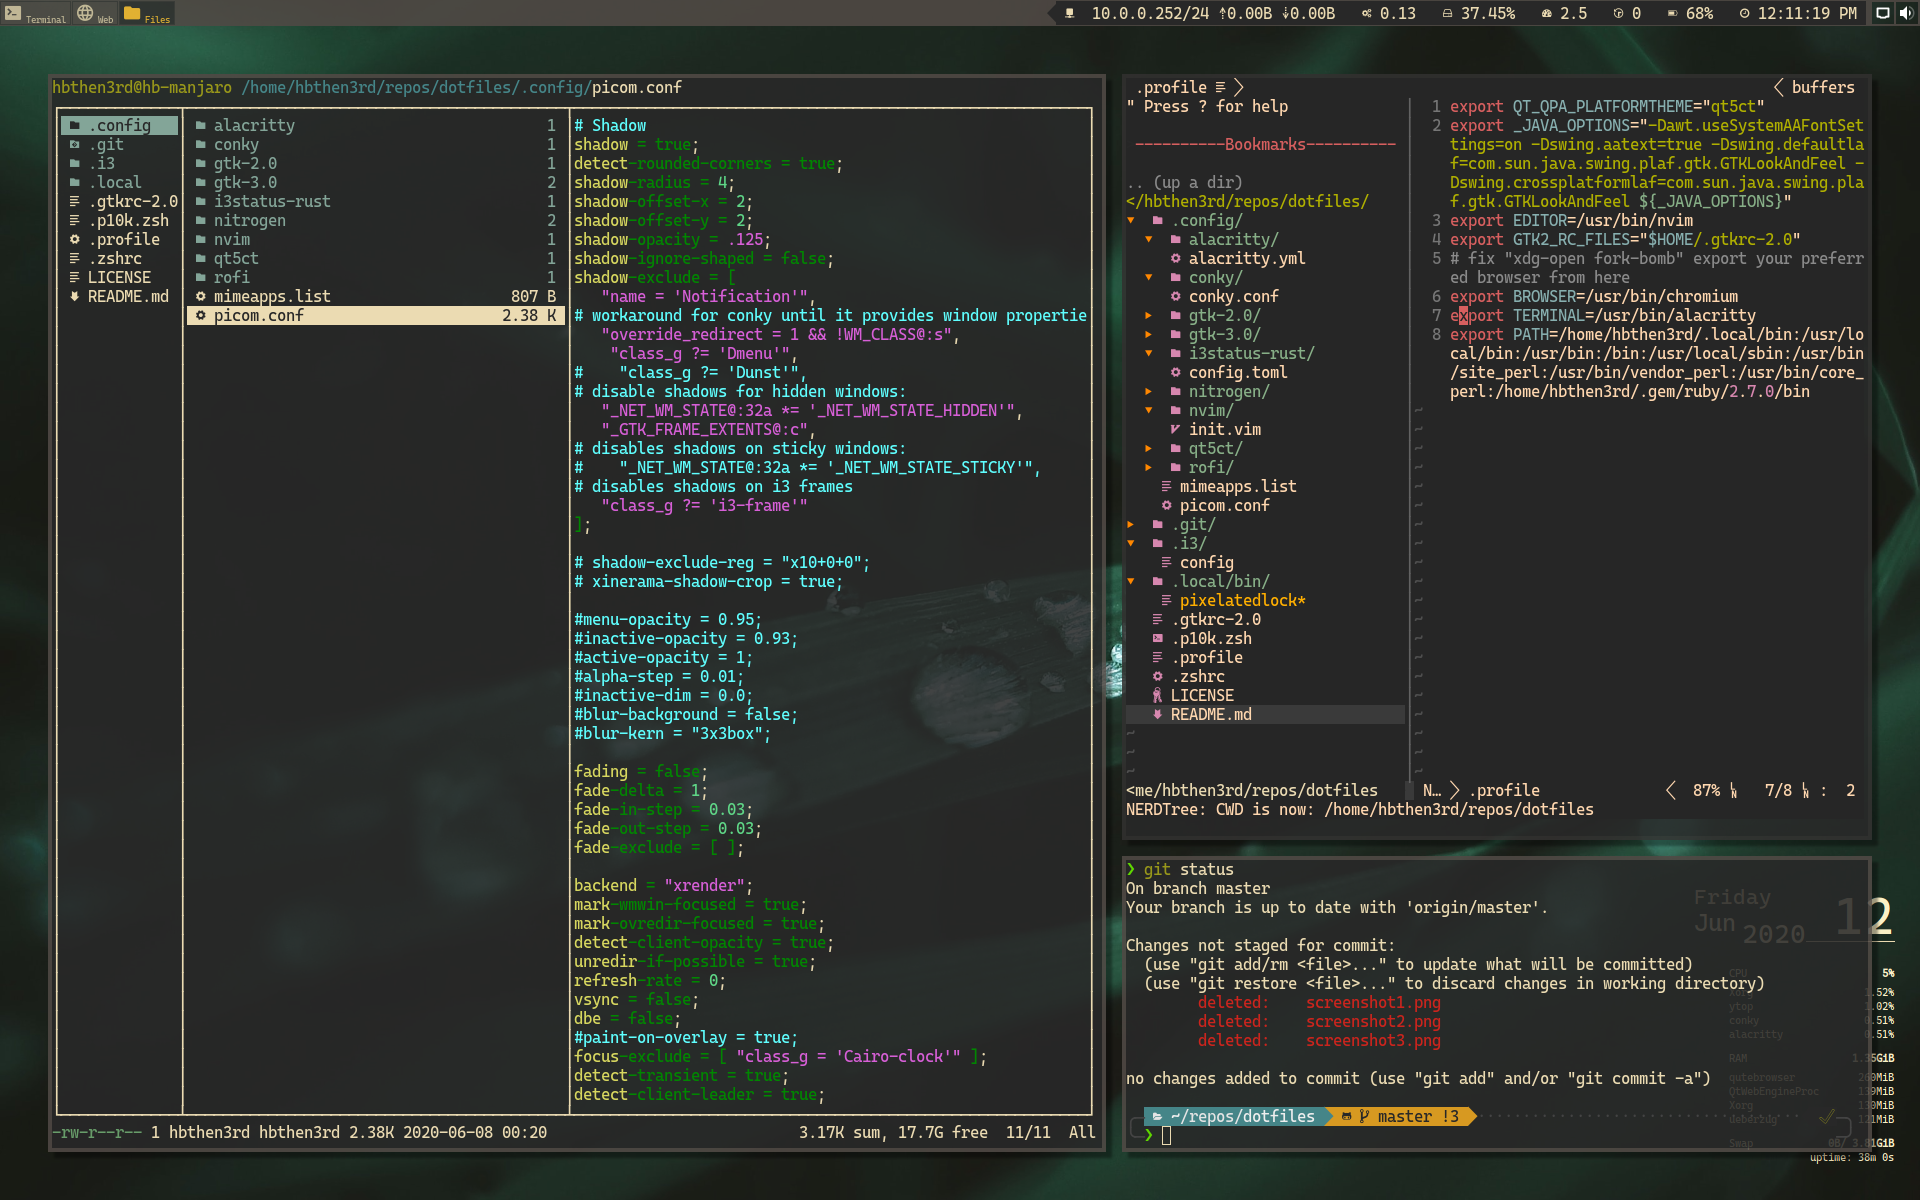 Terminal Web Files
10.0.0.252/24 ⇡0.00B ⇣0.00B 0.13 37.45% 2.5 0 68% 12:11:19 PM
hbthen3rd@hb-manjaro /home/hbthen3rd/repos/dotfiles/.config/picom.conf
.config
.git
.i3
.local
.gtkrc-2.0
.p10k.zsh
.profile
.zshrc
LICENSE
README.md
alacritty 1
conky 1
gtk-2.0 1
gtk-3.0 2
i3status-rust 1
nitrogen 2
nvim 1
qt5ct 1
rofi 1
mimeapps.list 807 B
picom.conf 2.38 K
# Shadow
shadow = true;
detect-rounded-corners = true;
shadow-radius = 4;
shadow-offset-x = 2;
shadow-offset-y = 2;
shadow-opacity = .125;
shadow-ignore-shaped = false;
shadow-exclude = [
"name = 'Notification'",
# workaround for conky until it provides window propertie
"override_redirect = 1 && !WM_CLASS@:s",
"class_g ?= 'Dmenu'",
# "class_g ?= 'Dunst'",
# disable shadows for hidden windows:
"_NET_WM_STATE@:32a *= '_NET_WM_STATE_HIDDEN'",
"_GTK_FRAME_EXTENTS@:c",
# disables shadows on sticky windows:
# "_NET_WM_STATE@:32a *= '_NET_WM_STATE_STICKY'",
# disables shadows on i3 frames
"class_g ?= 'i3-frame'"
];
# shadow-exclude-reg = "x10+0+0";
# xinerama-shadow-crop = true;
#menu-opacity = 0.95;
#inactive-opacity = 0.93;
#active-opacity = 1;
#alpha-step = 0.01;
#inactive-dim = 0.0;
#blur-background = false;
#blur-kern = "3x3box";
fading = false;
fade-delta = 1;
fade-in-step = 0.03;
fade-out-step = 0.03;
fade-exclude = [ ];
backend = "xrender";
mark-wmwin-focused = true;
mark-ovredir-focused = true;
detect-client-opacity = true;
unredir-if-possible = true;
refresh-rate = 0;
vsync = false;
dbe = false;
#paint-on-overlay = true;
focus-exclude = [ "class_g = 'Cairo-clock'" ];
detect-transient = true;
detect-client-leader = true;
-rw-r--r-- 1 hbthen3rd hbthen3rd 2.38K 2020-06-08 00:20 3.17K sum, 17.7G free 11/11 All
.profile buffers
" Press ? for help
----------Bookmarks----------
.. (up a dir)
</hbthen3rd/repos/dotfiles/
▾ .config/
▾ alacritty/
alacritty.yml
▾ conky/
conky.conf
▸ gtk-2.0/
▸ gtk-3.0/
▾ i3status-rust/
config.toml
▸ nitrogen/
▾ nvim/
init.vim
▸ qt5ct/
▸ rofi/
mimeapps.list
picom.conf
▸ .git/
▾ .i3/
config
▾ .local/bin/
pixelatedlock*
.gtkrc-2.0
.p10k.zsh
.profile
.zshrc
LICENSE
README.md
~
~
~
1 export QT_QPA_PLATFORMTHEME="qt5ct"
2 export _JAVA_OPTIONS="-Dawt.useSystemAAFontSet
tings=on -Dswing.aatext=true -Dswing.defaultla
f=com.sun.java.swing.plaf.gtk.GTKLookAndFeel -
Dswing.crossplatformlaf=com.sun.java.swing.pla
f.gtk.GTKLookAndFeel ${_JAVA_OPTIONS}"
3 export EDITOR=/usr/bin/nvim
4 export GTK2_RC_FILES="$HOME/.gtkrc-2.0"
5 # fix "xdg-open fork-bomb" export your preferr
ed browser from here
6 export BROWSER=/usr/bin/chromium
7 export TERMINAL=/usr/bin/alacritty
8 export PATH=/home/hbthen3rd/.local/bin:/usr/lo
cal/bin:/usr/bin:/bin:/usr/local/sbin:/usr/bin
/site_perl:/usr/bin/vendor_perl:/usr/bin/core_
perl:/home/hbthen3rd/.gem/ruby/2.7.0/bin
<me/hbthen3rd/repos/dotfiles N… .profile 87% 7/8 : 2
NERDTree: CWD is now: /home/hbthen3rd/repos/dotfiles
❯ git status
On branch master
Your branch is up to date with 'origin/master'.
Changes not staged for commit:
(use "git add/rm <file>..." to update what will be committed)
(use "git restore <file>..." to discard changes in working directory)
deleted: screenshot1.png
deleted: screenshot2.png
deleted: screenshot3.png
no changes added to commit (use "git add" and/or "git commit -a")
~/repos/dotfiles master !3
❯
Friday
Jun 2020 12
CPU 5%
ytop 1.02%
conky 0.51%
alacritty 0.51%
RAM GiB
qutebrowser
QtWebEngineProc
Xorg
Swap GiB
uptime: 38m 0s